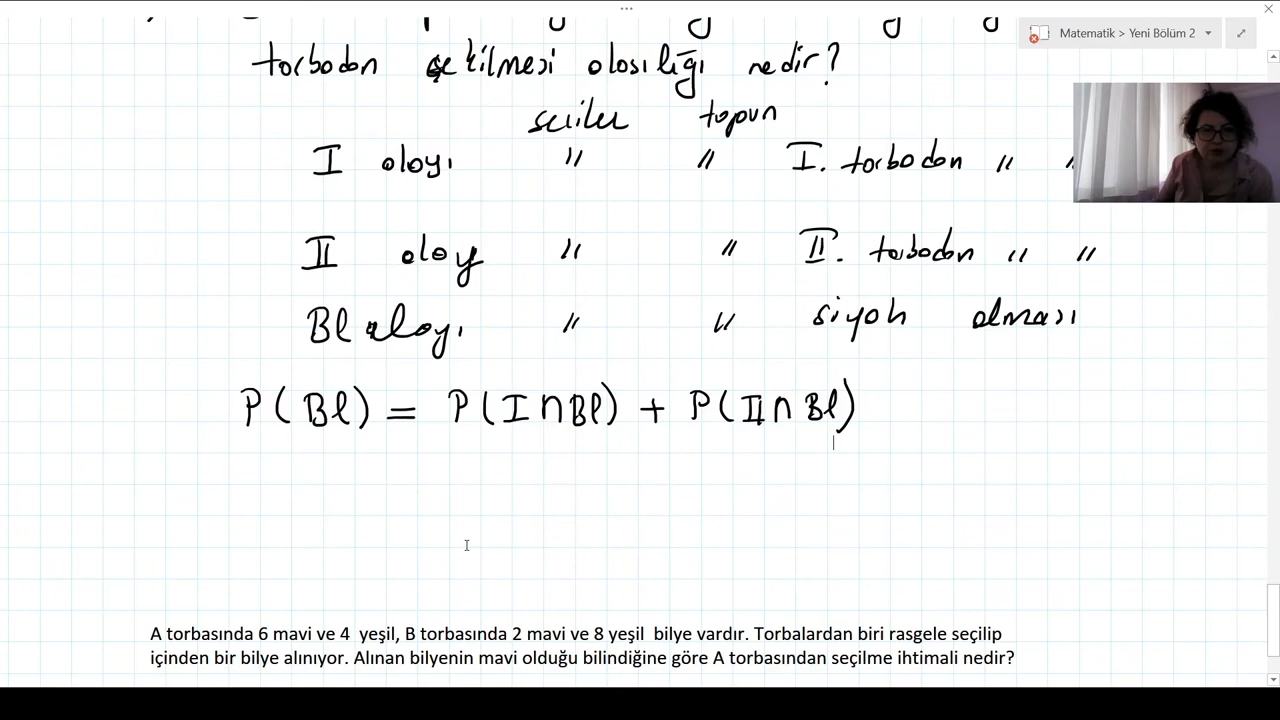 Matematik > Yeni Bölüm 2
torbadan çekilmesi olasılığı nedir?
seçilen topun
I olayı " " I. torbadan " "
II olay " " II. torbadan " "
Bl olayı " " siyah olması
P(Bl) = P(I∩Bl) + P(II∩Bl)
A torbasında 6 mavi ve 4 yeşil, B torbasında 2 mavi ve 8 yeşil bilye vardır. Torbalardan biri rasgele seçilip
içinden bir bilye alınıyor. Alınan bilyenin mavi olduğu bilindiğine göre A torbasından seçilme ihtimali nedir?